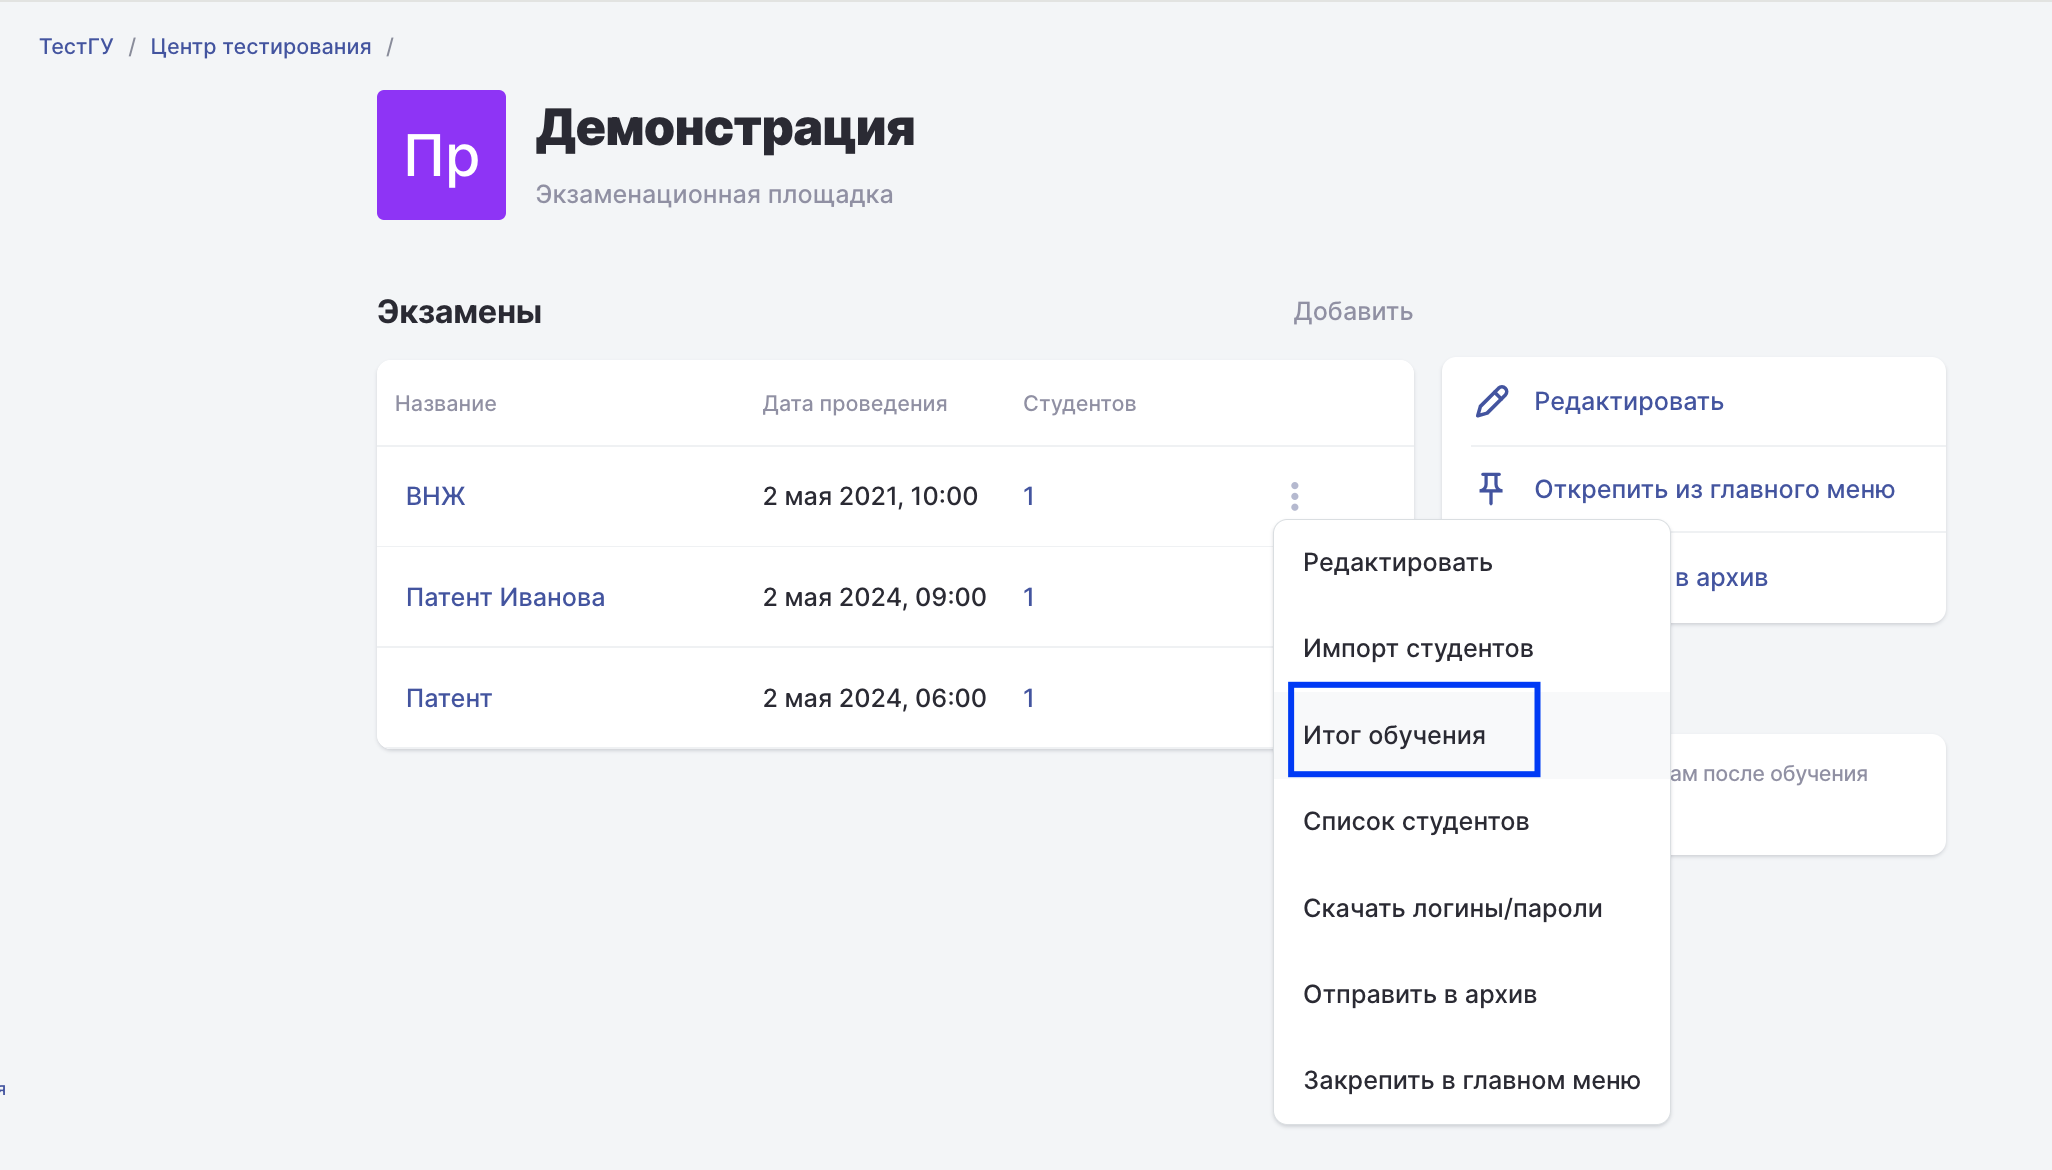 ТестГУ / Центр тестирования /
Пр
Демонстрация
Экзаменационная площадка
Экзамены
Добавить
Название Дата проведения Студентов
ВНЖ 2 мая 2021, 10:00 1
Патент Иванова 2 мая 2024, 09:00 1
Патент 2 мая 2024, 06:00 1
Редактировать
Импорт студентов
Итог обучения
Список студентов
Скачать логины/пароли
Отправить в архив
Закрепить в главном меню
Редактировать
Открепить из главного меню
в архив
после обучения